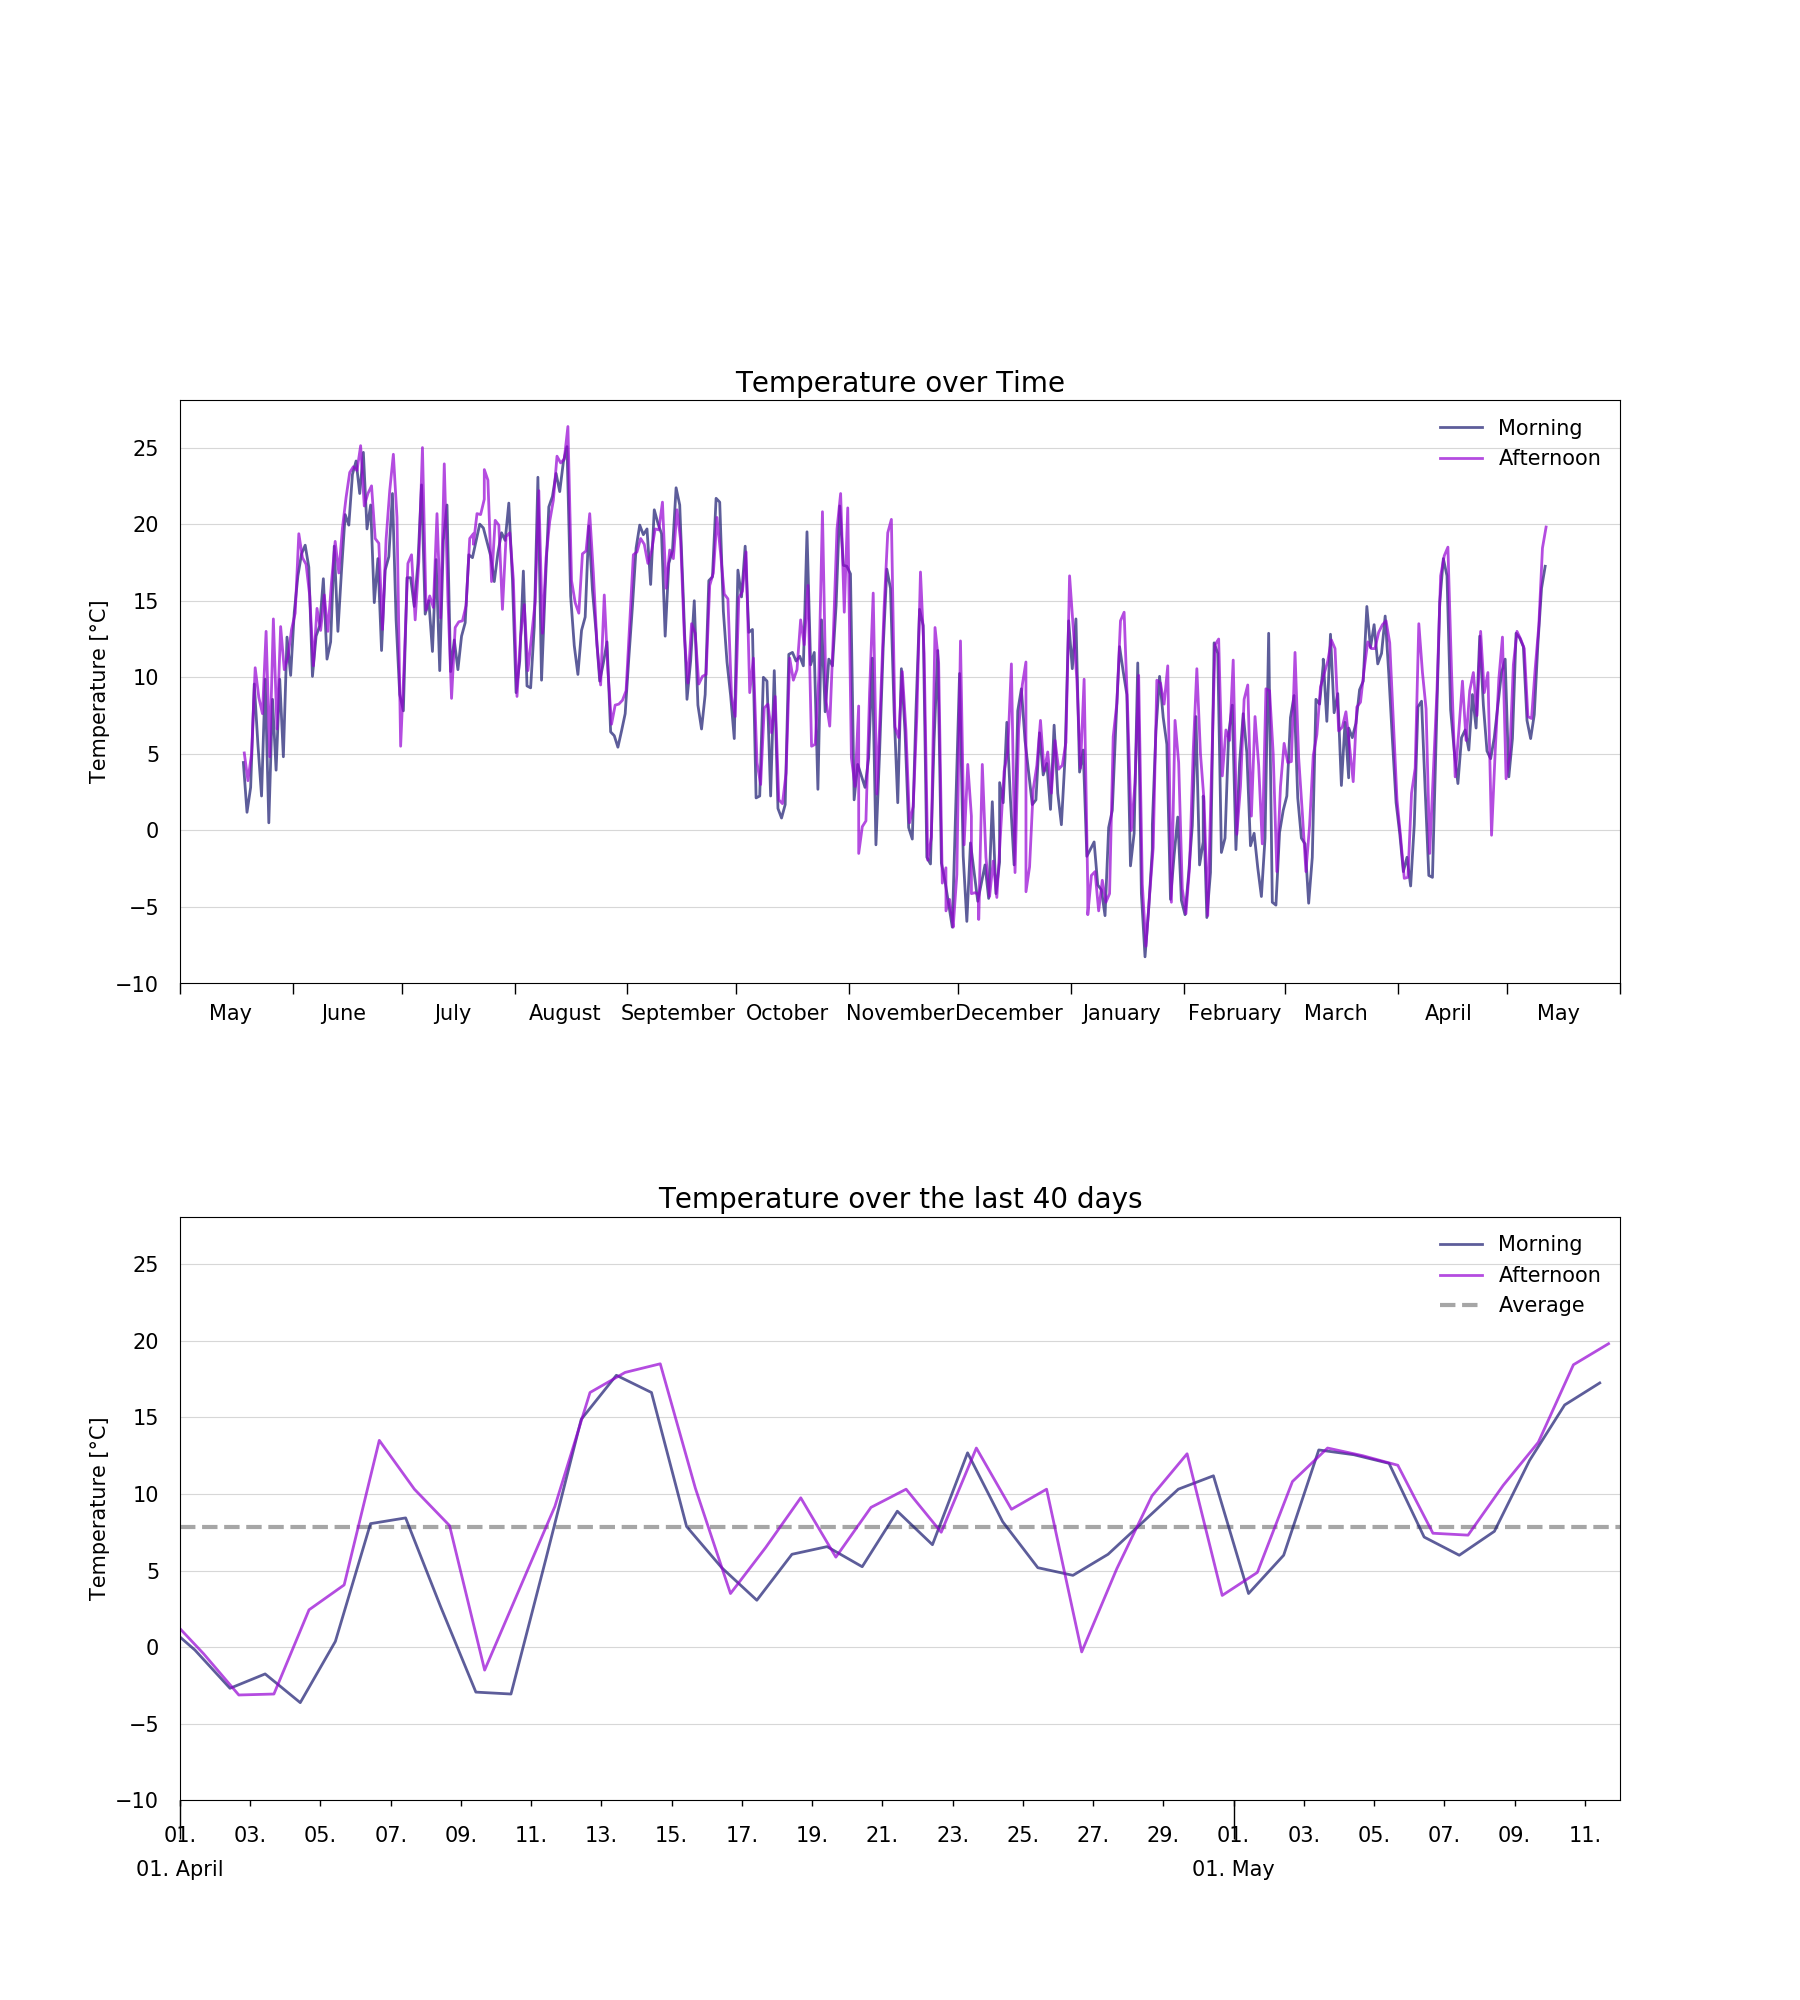 Temperature over Time
Morning
Afternoon
Temperature [°C]
25
20
15
10
5
0
−5
−10
May June July August September October November December January February March April May
Temperature over the last 40 days
Morning
Afternoon
Average
Temperature [°C]
25
20
15
10
5
0
−5
−10
01. 03. 05. 07. 09. 11. 13. 15. 17. 19. 21. 23. 25. 27. 29. 01. 03. 05. 07. 09. 11.
01. April 01. May